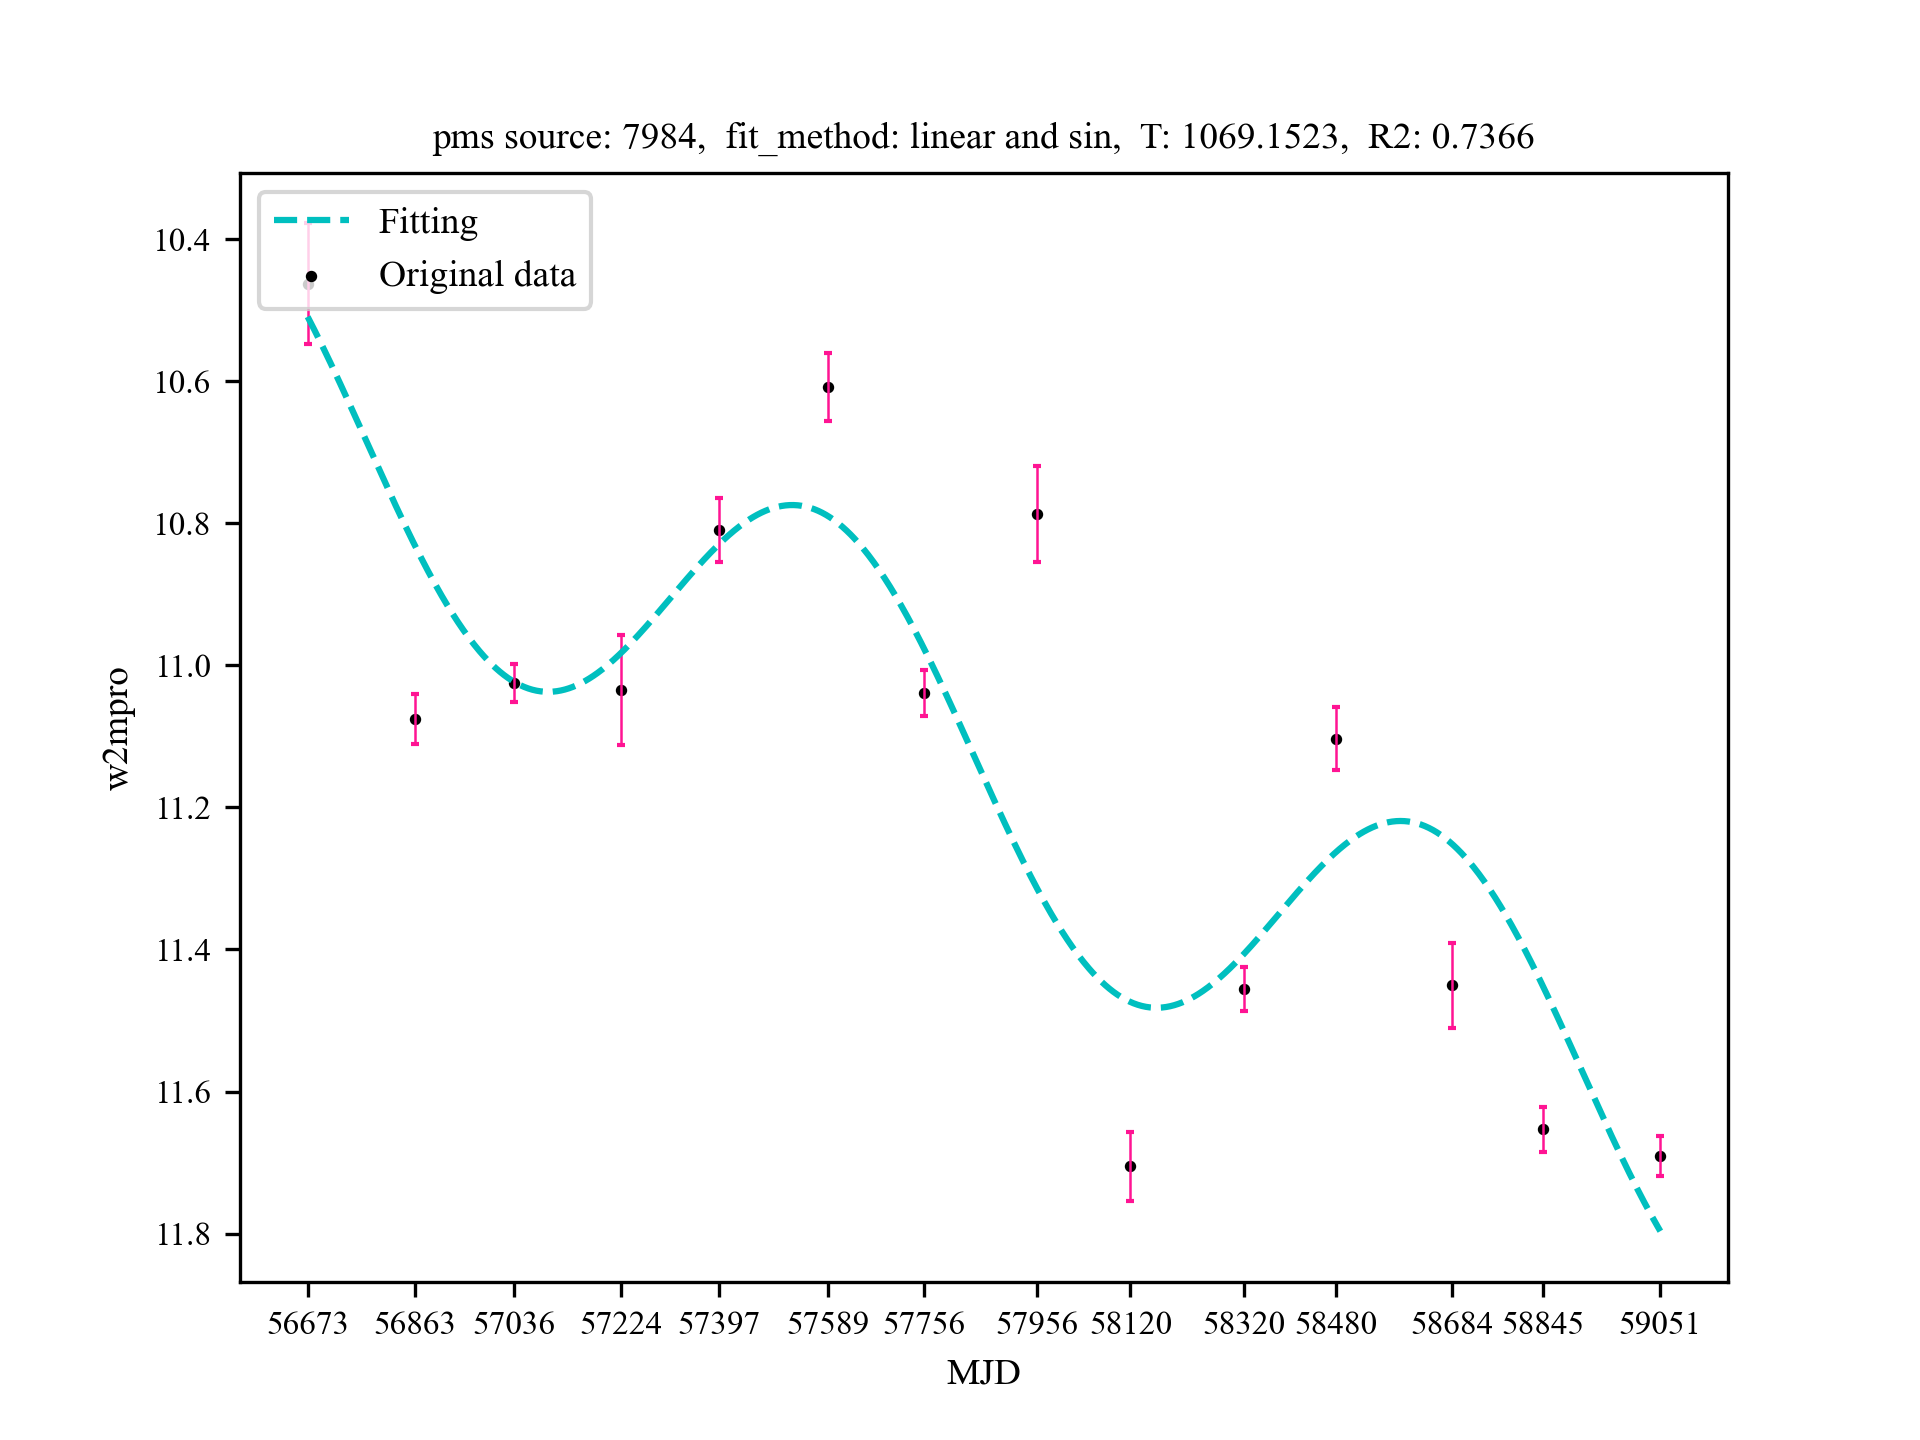 pms source: 7984,  fit_method: linear and sin,  T: 1069.1523,  R2: 0.7366
Fitting
Original data
10.4
10.6
10.8
11.0
11.2
11.4
11.6
11.8
w2mpro
56673 56863 57036 57224 57397 57589 57756 57956 58120 58320 58480 58684 58845 59051
MJD